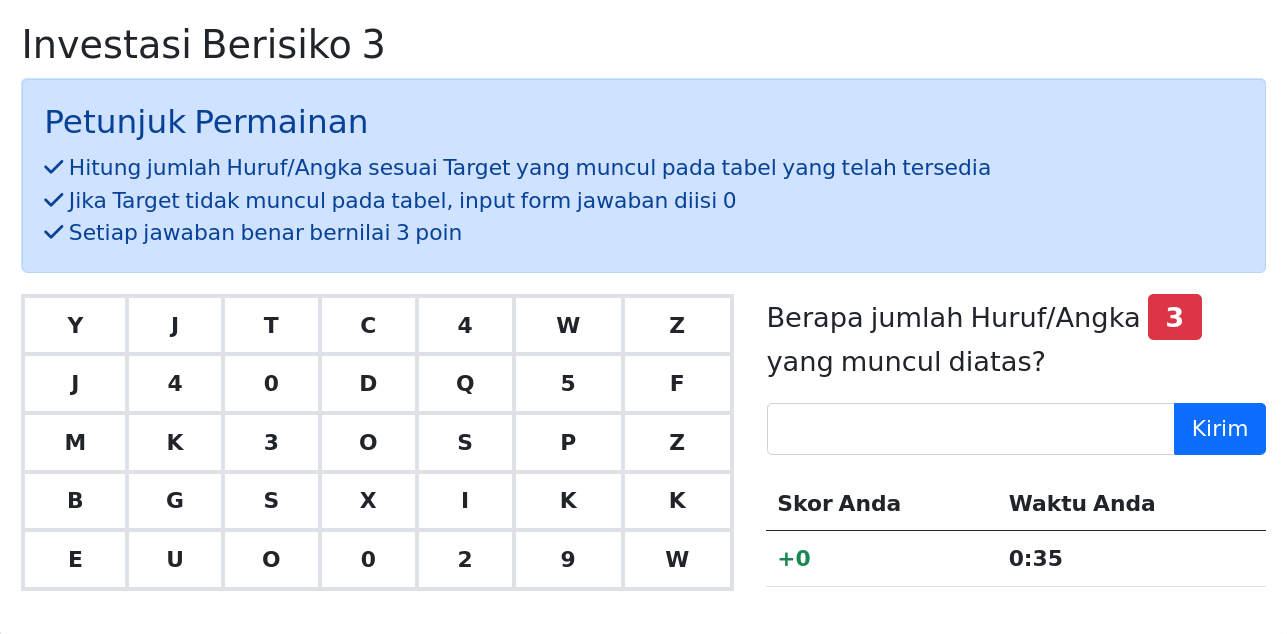 Investasi Berisiko 3
Petunjuk Permainan
Hitung jumlah Huruf/Angka sesuai Target yang muncul pada tabel yang telah tersedia
Jika Target tidak muncul pada tabel, input form jawaban diisi 0
Setiap jawaban benar bernilai 3 poin
Y J T C 4 W Z
J 4 0 D Q 5 F
M K 3 O S P Z
B G S X I K K
E U O 0 2 9 W
Berapa jumlah Huruf/Angka 3
yang muncul diatas?
Kirim
Skor Anda Waktu Anda
+0 0:35